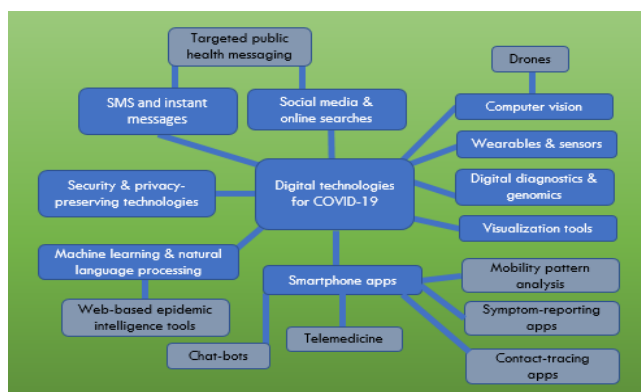 Targeted public
health messaging
Drones
SMS and instant
messages
Social media &
online searches
Computer vision
Wearables & sensors
Security & privacy-
preserving technologies
Digital technologies
for COVID-19
Digital diagnostics &
genomics
Visualization tools
Machine learning & natural
language processing
Smartphone apps
Mobility pattern
analysis
Web-based epidemic
intelligence tools
Symptom-reporting
apps
Telemedicine
Chat-bots
Contact-tracing
apps